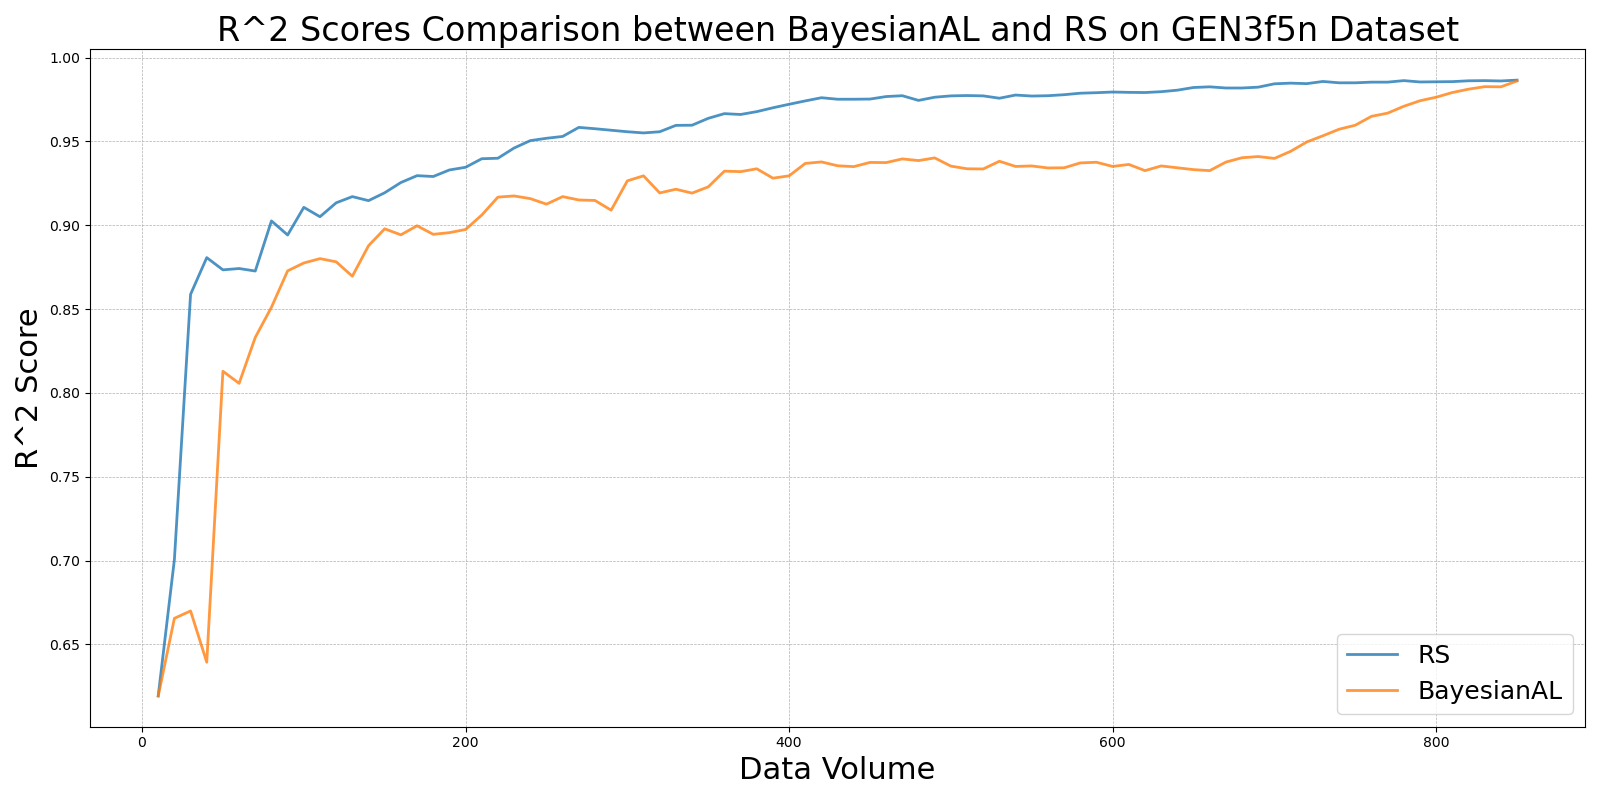 R^2 Scores Comparison between BayesianAL and RS on GEN3f5n Dataset
R^2 Score
1.00
0.95
0.90
0.85
0.80
0.75
0.70
0.65
0
200
400
600
800
Data Volume
RS
BayesianAL